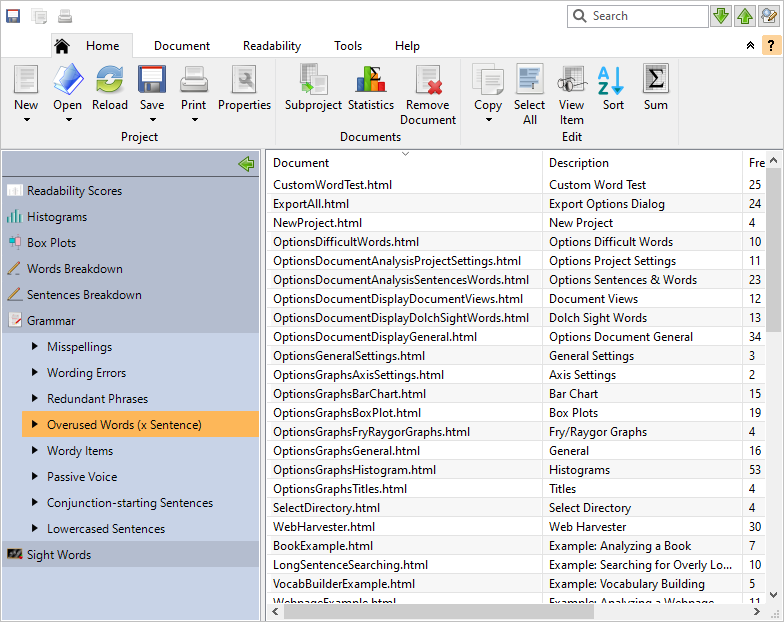 Search
Home Document Readability Tools Help
?
New Open Reload Save Print Properties Subproject Statistics Remove Document Copy Select All View Item Sort Sum
Project Documents Edit
Readability Scores
Histograms
Box Plots
Words Breakdown
Sentences Breakdown
Grammar
Misspellings
Wording Errors
Redundant Phrases
Overused Words (x Sentence)
Wordy Items
Passive Voice
Conjunction-starting Sentences
Lowercased Sentences
Sight Words
Document Description Fre
CustomWordTest.html Custom Word Test 25
ExportAll.html Export Options Dialog 24
NewProject.html New Project 4
OptionsDifficultWords.html Options Difficult Words 10
OptionsDocumentAnalysisProjectSettings.html Options Project Settings 11
OptionsDocumentAnalysisSentencesWords.html Options Sentences & Words 23
OptionsDocumentDisplayDocumentViews.html Document Views 12
OptionsDocumentDisplayDolchSightWords.html Dolch Sight Words 13
OptionsDocumentDisplayGeneral.html Options Document General 34
OptionsGeneralSettings.html General Settings 3
OptionsGraphsAxisSettings.html Axis Settings 2
OptionsGraphsBarChart.html Bar Chart 15
OptionsGraphsBoxPlot.html Box Plots 19
OptionsGraphsFryRaygorGraphs.html Fry/Raygor Graphs 4
OptionsGraphsGeneral.html General 16
OptionsGraphsHistogram.html Histograms 53
OptionsGraphsTitles.html Titles 4
SelectDirectory.html Select Directory 4
WebHarvester.html Web Harvester 30
BookExample.html Example: Analyzing a Book 7
LongSentenceSearching.html Example: Searching for Overly Lo... 10
VocabBuilderExample.html Example: Vocabulary Building 5
WebpageExample.html Example: Analyzing a Webpage 11